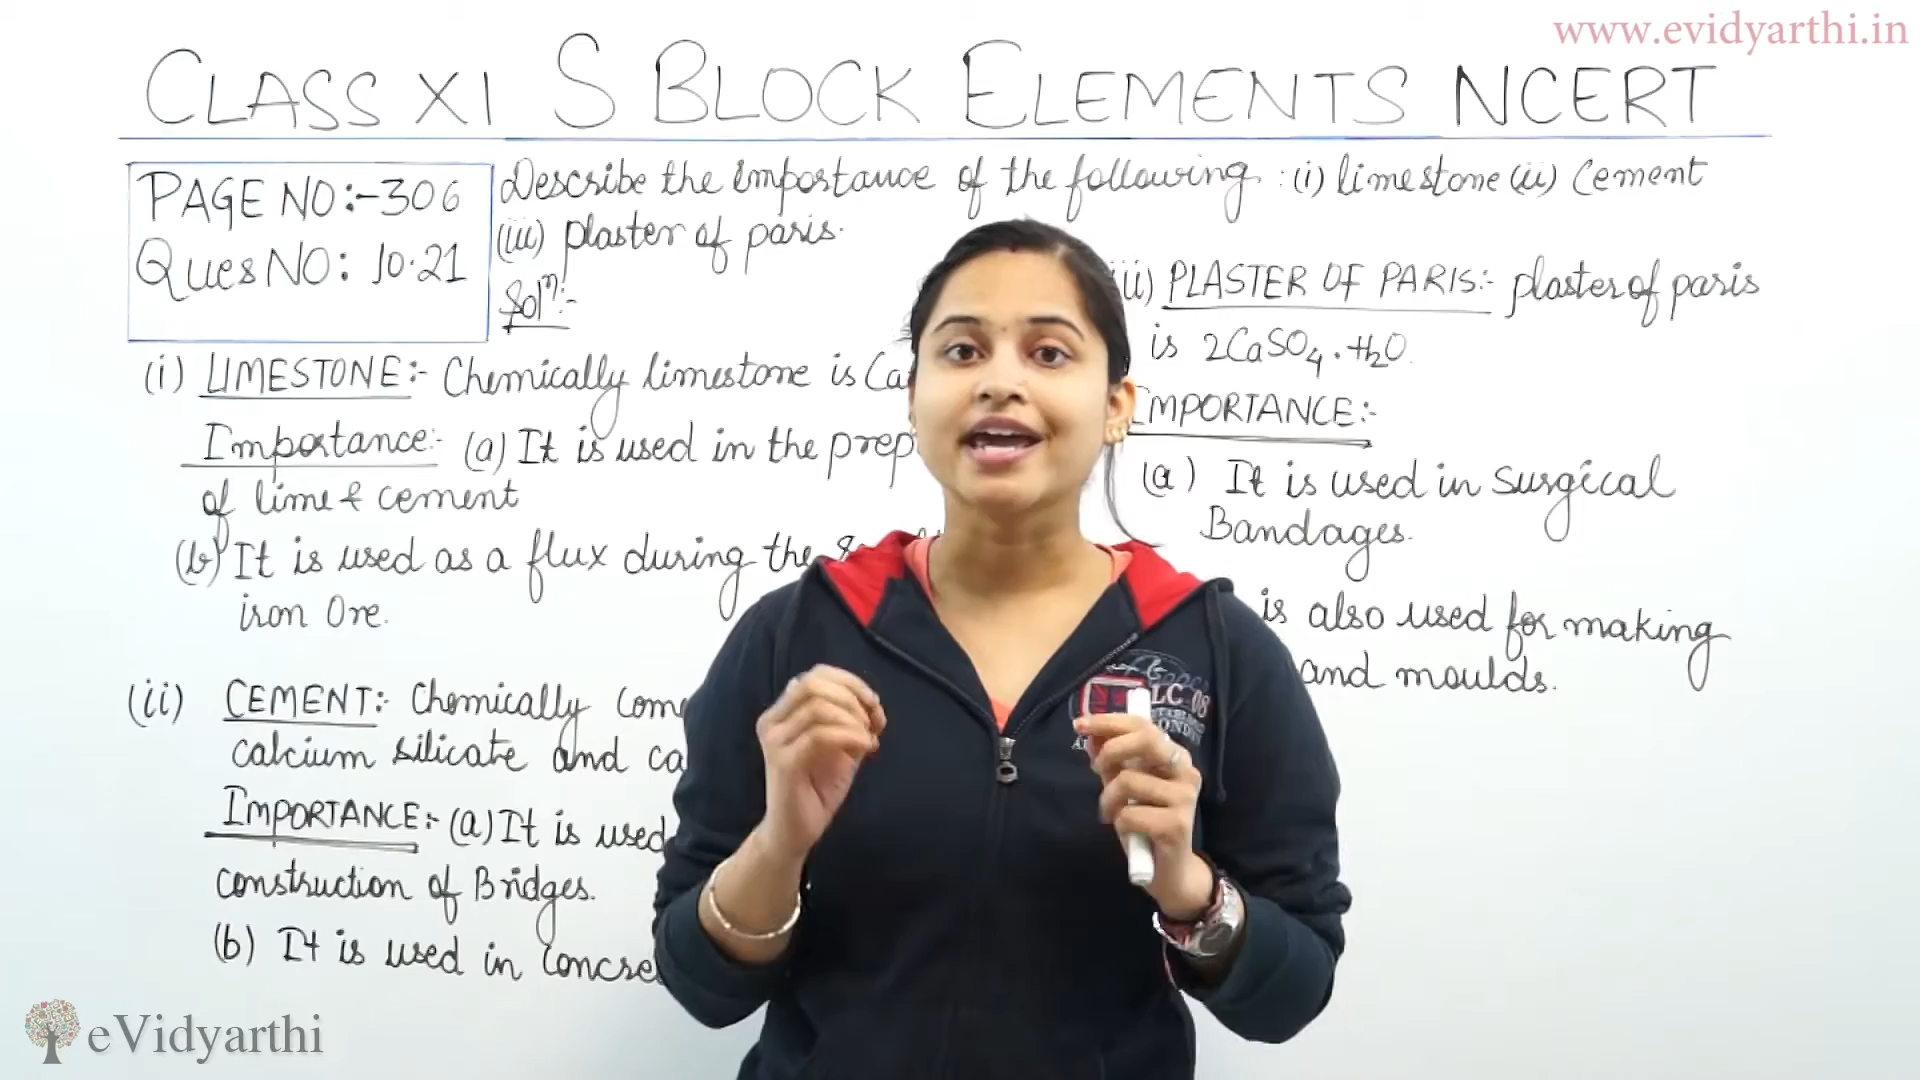 www.evidyarthi.in
CLASS XI S BLOCK ELEMENTS NCERT
PAGE NO:-306
QUES NO: 10.21
Describe the importance of the following :(i) limestone (ii) Cement
(iii) plaster of paris.
Solⁿ:-
(i) LIMESTONE:- Chemically limestone is
Importance:- (a) It is used in the
of lime & cement
(b) It is used as a flux during the
iron Ore.
(ii) CEMENT:- Chemically
calcium silicate and
IMPORTANCE:- (a) It is used
construction of Bridges.
(b) It is used in
PLASTER OF PARIS:- plaster of paris
is 2CaSO₄.H₂O.
IMPORTANCE:-
(a) It is used in surgical
Bandages.
is also used for making
and moulds.
LC 08
eVidyarthi